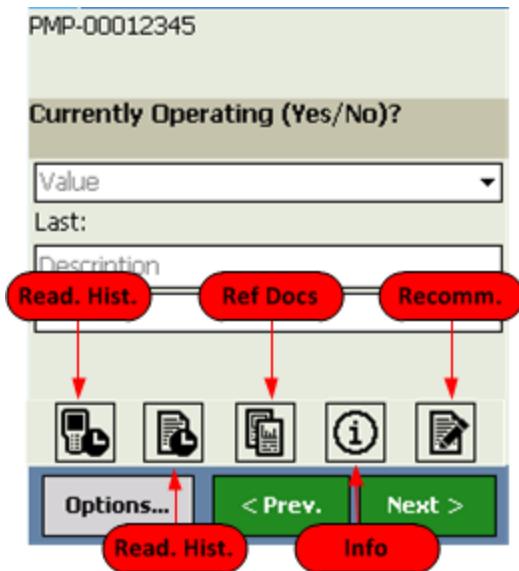 PMP-00012345
Currently Operating (Yes/No)?
Value
Last:
Description
Read. Hist.
Ref Docs
Recomm.
Options...
< Prev.
Next >
Read. Hist.
Info